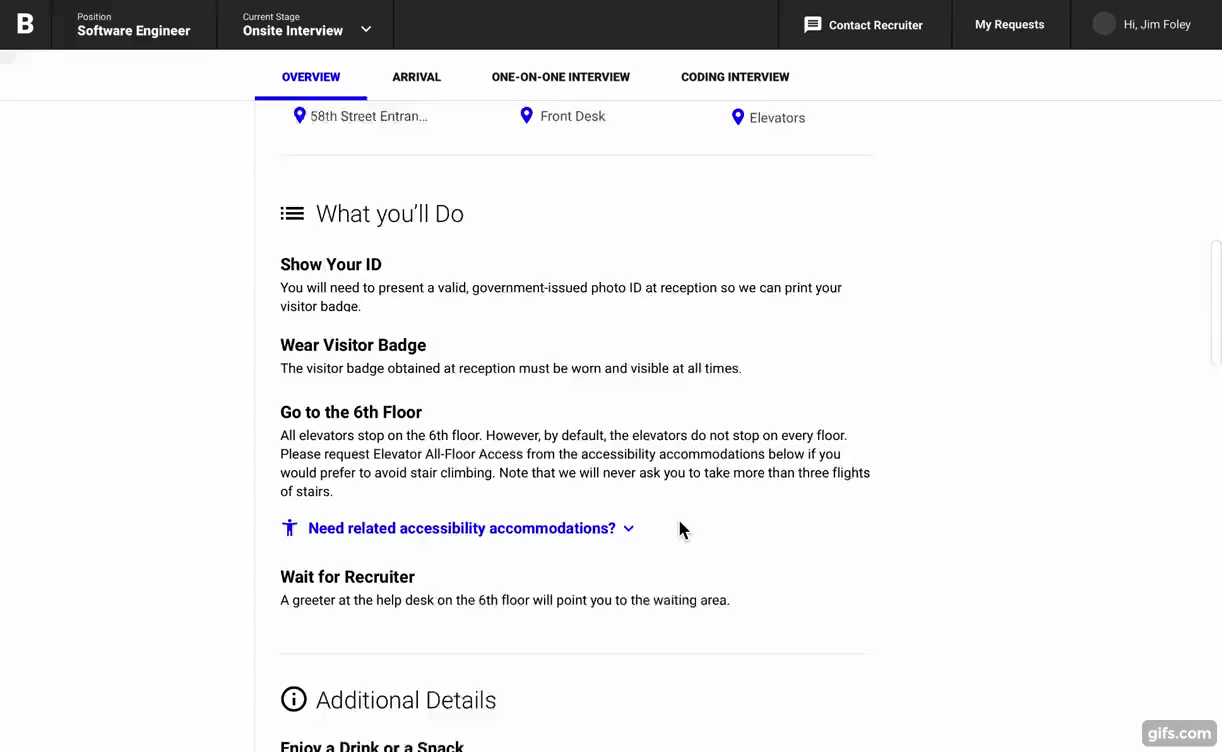 B
Position
Software Engineer
Current Stage
Onsite Interview
Contact Recruiter
My Requests
Hi, Jim Foley
OVERVIEW
ARRIVAL
ONE-ON-ONE INTERVIEW
CODING INTERVIEW
58th Street Entran...
Front Desk
Elevators
What you'll Do
Show Your ID
You will need to present a valid, government-issued photo ID at reception so we can print your
visitor badge.
Wear Visitor Badge
The visitor badge obtained at reception must be worn and visible at all times.
Go to the 6th Floor
All elevators stop on the 6th floor. However, by default, the elevators do not stop on every floor.
Please request Elevator All-Floor Access from the accessibility accommodations below if you
would prefer to avoid stair climbing. Note that we will never ask you to take more than three flights
of stairs.
Need related accessibility accommodations?
Wait for Recruiter
A greeter at the help desk on the 6th floor will point you to the waiting area.
Additional Details
Enjoy a Drink or a Snack
gifs.com